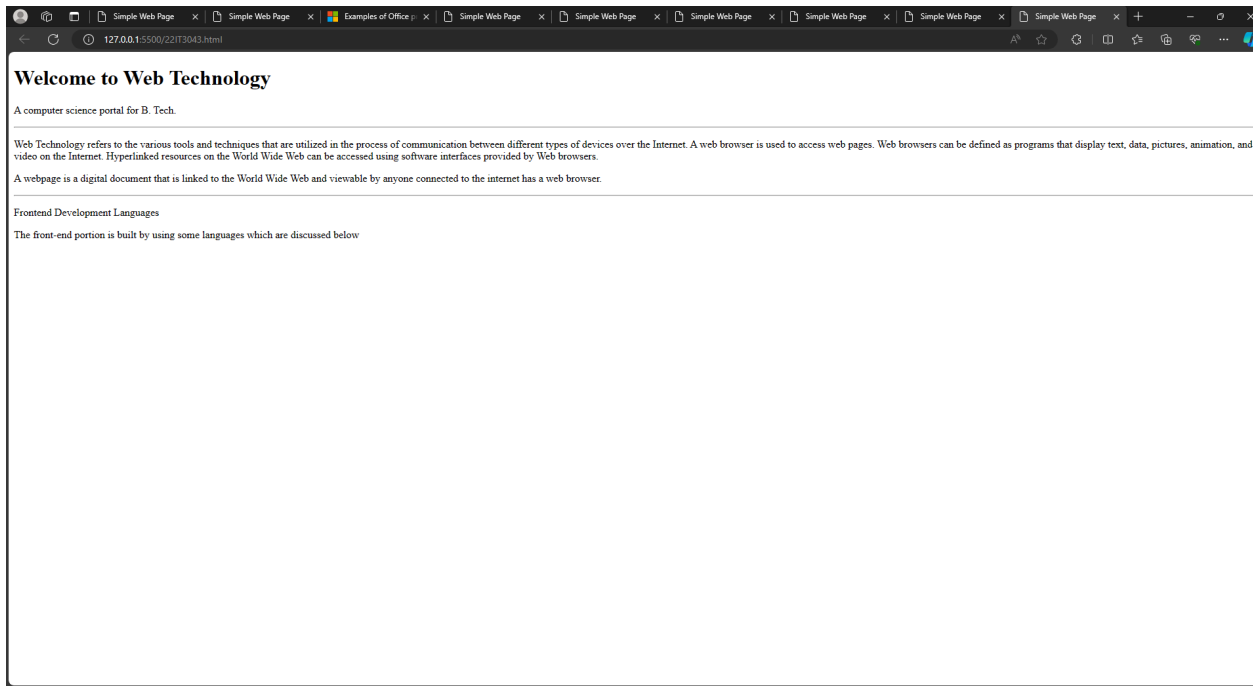 Simple Web Page Simple Web Page Examples of Office p Simple Web Page Simple Web Page Simple Web Page Simple Web Page Simple Web Page Simple Web Page
127.0.0.1:5500/22IT3043.html
Welcome to Web Technology
A computer science portal for B. Tech.
Web Technology refers to the various tools and techniques that are utilized in the process of communication between different types of devices over the Internet. A web browser is used to access web pages. Web browsers can be defined as programs that display text, data, pictures, animation, and
video on the Internet. Hyperlinked resources on the World Wide Web can be accessed using software interfaces provided by Web browsers.
A webpage is a digital document that is linked to the World Wide Web and viewable by anyone connected to the internet has a web browser.
Frontend Development Languages
The front-end portion is built by using some languages which are discussed below